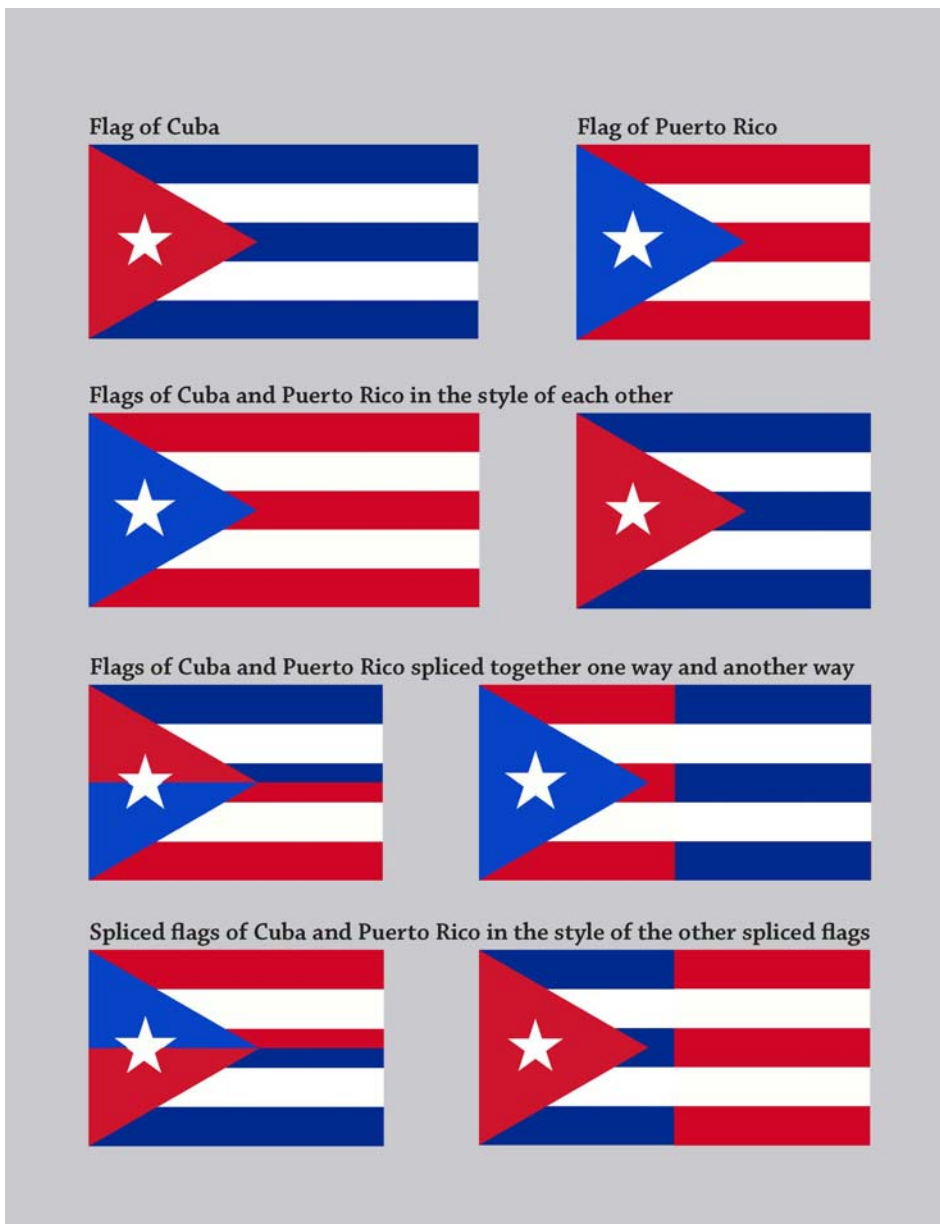 Flag of Cuba
Flag of Puerto Rico
Flags of Cuba and Puerto Rico in the style of each other
Flags of Cuba and Puerto Rico spliced together one way and another way
Spliced flags of Cuba and Puerto Rico in the style of the other spliced flags